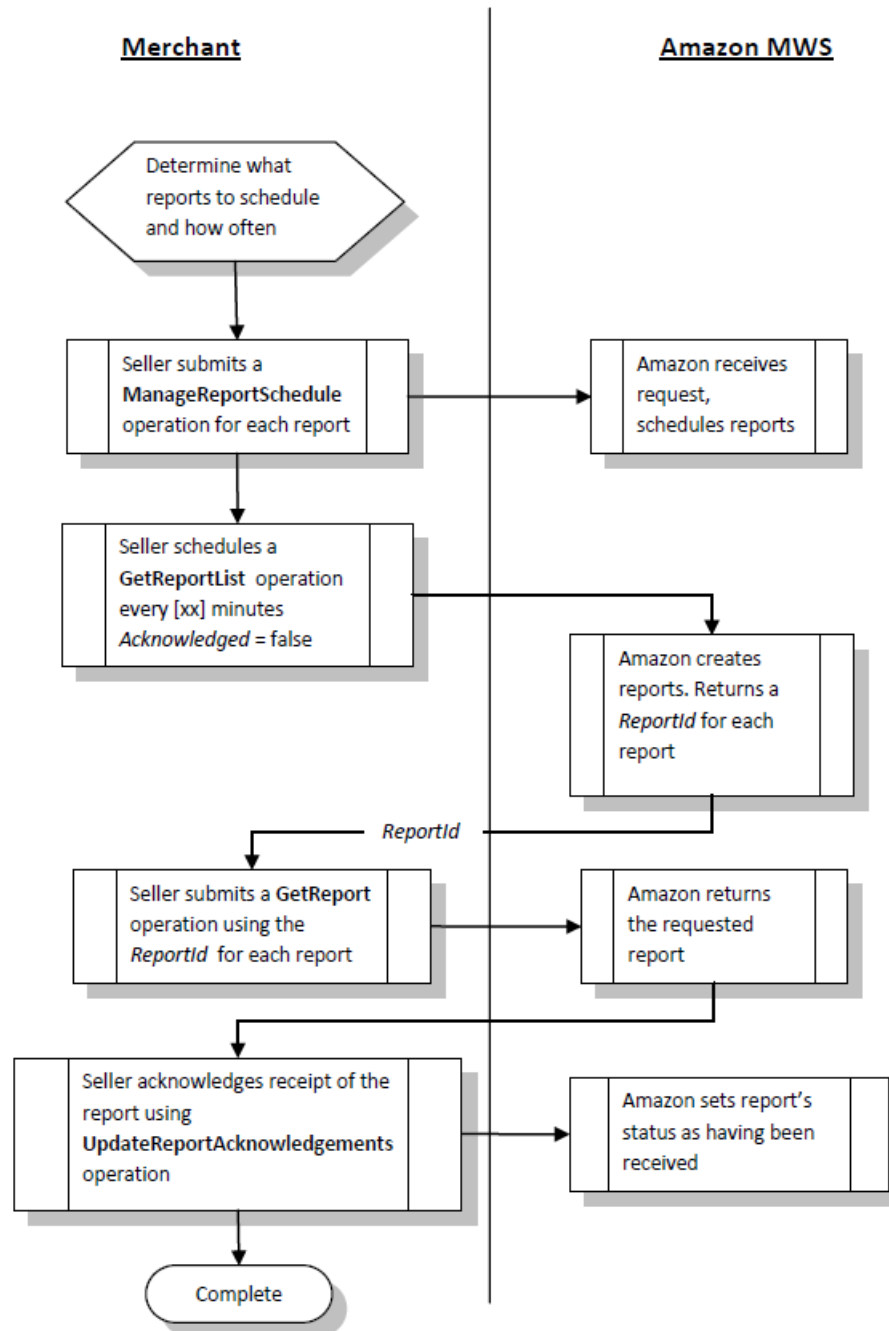 Merchant
Amazon MWS
Determine what
reports to schedule
and how often
Seller submits a
ManageReportSchedule
operation for each report
Amazon receives
request,
schedules reports
Seller schedules a
GetReportList operation
every [xx] minutes
Acknowledged = false
Amazon creates
reports. Returns a
ReportId for each
report
ReportId
Seller submits a GetReport
operation using the
ReportId for each report
Amazon returns
the requested
report
Seller acknowledges receipt of the
report using
UpdateReportAcknowledgements
operation
Amazon sets report's
status as having been
received
Complete